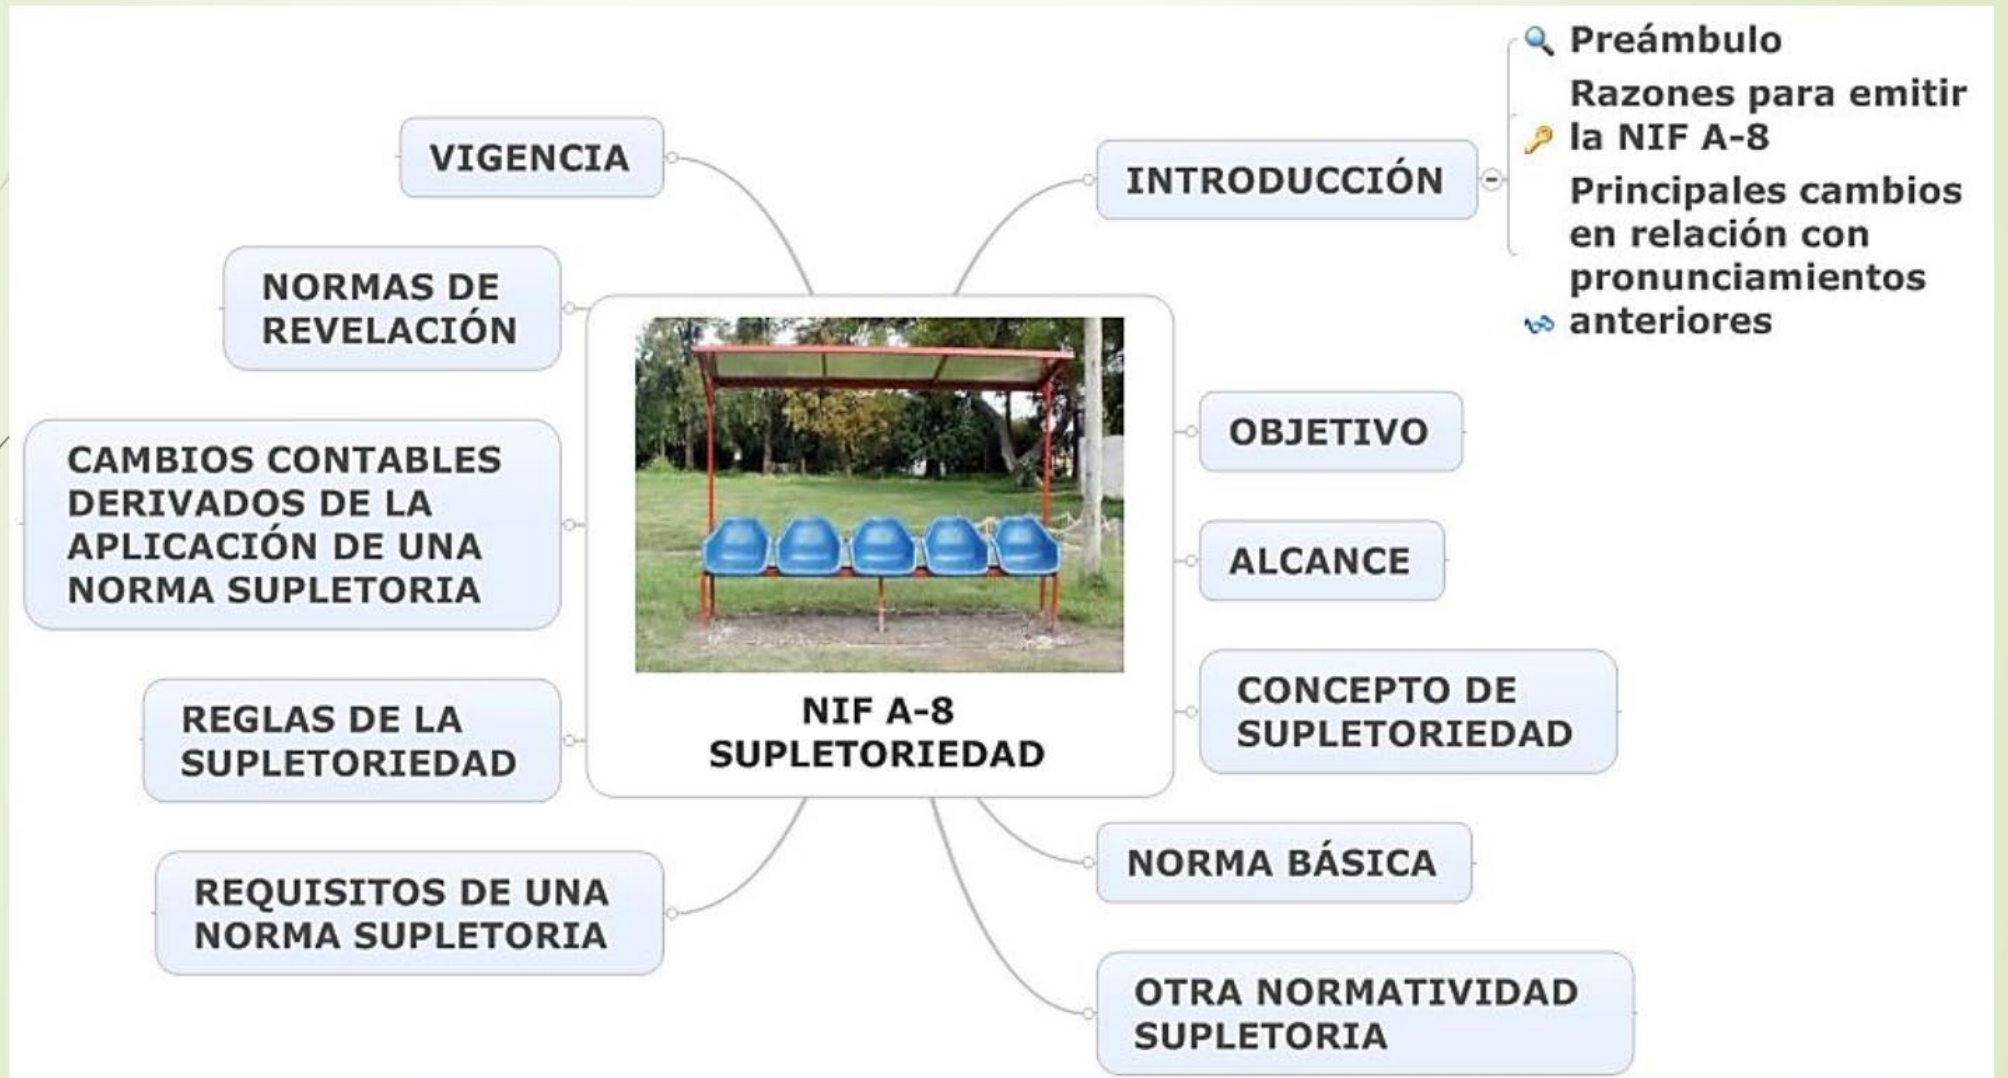 Preámbulo
Razones para emitir
la NIF A-8
Principales cambios
en relación con
pronunciamientos
anteriores
INTRODUCCIÓN
OBJETIVO
ALCANCE
CONCEPTO DE
SUPLETORIEDAD
NORMA BÁSICA
OTRA NORMATIVIDAD
SUPLETORIA
NIF A-8
SUPLETORIEDAD
VIGENCIA
NORMAS DE
REVELACIÓN
CAMBIOS CONTABLES
DERIVADOS DE LA
APLICACIÓN DE UNA
NORMA SUPLETORIA
REGLAS DE LA
SUPLETORIEDAD
REQUISITOS DE UNA
NORMA SUPLETORIA